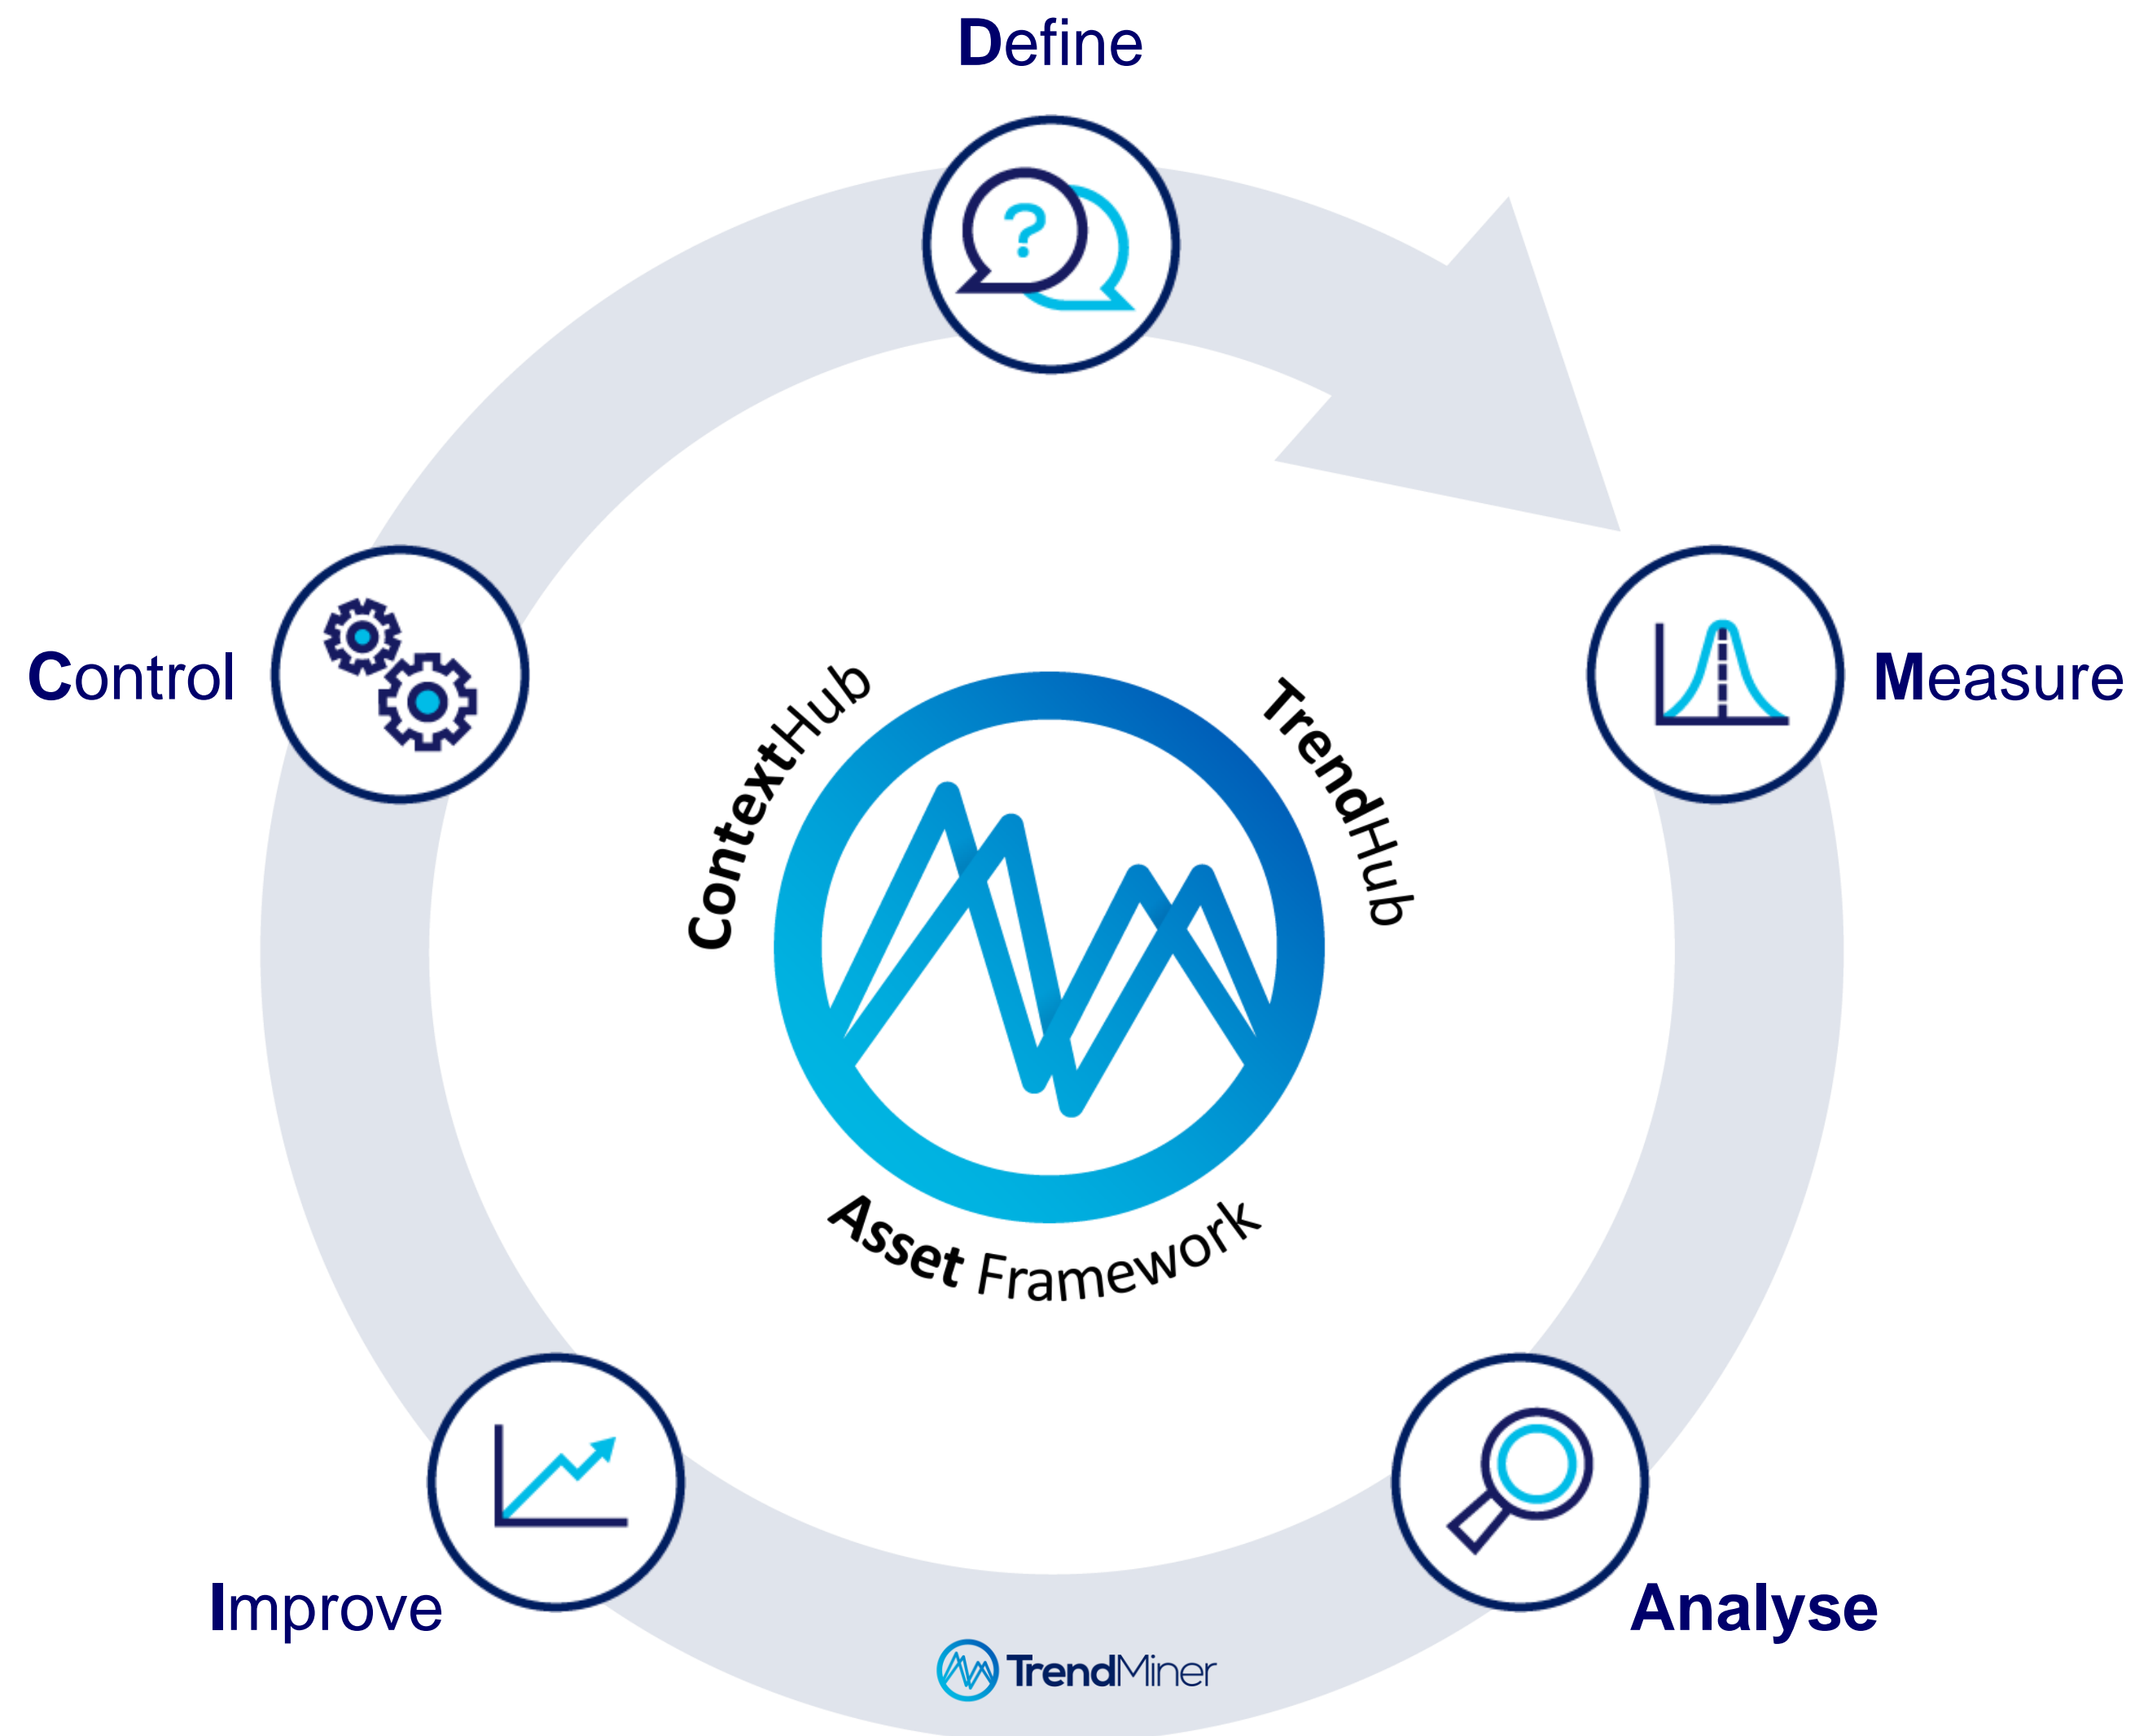 Define
?
Control
Measure
ContextHub
TrendHub
Asset Framework
Improve
Analyse
TrendMiner